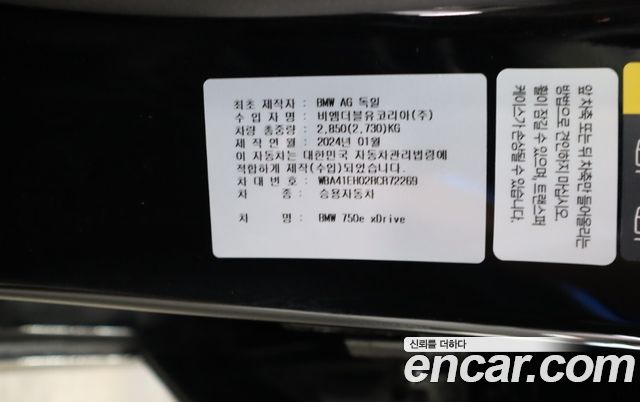 최초 제작자 : BMW AG 독일
수 입 자 명 : 비엠더블유코리아(주)
차량 총중량 : 2,850(2,730)KG
제 작 연 월 : 2024년 01월
이 자동차는 대한민국 자동차관리법령에
적합하게 제작(수입)되었습니다.
차 대 번 호 : WBA41EH02RCR72269
차 종 : 승용자동차
차 명 : BMW 750e xDrive
앞 차축 또는 뒤 차축만 들어올리는
방법으로 견인하지 마십시오.
휠이 잠길 수 있으며, 트랜스퍼
케이스가 손상될 수 있습니다.
신뢰를 더하다
encar.com